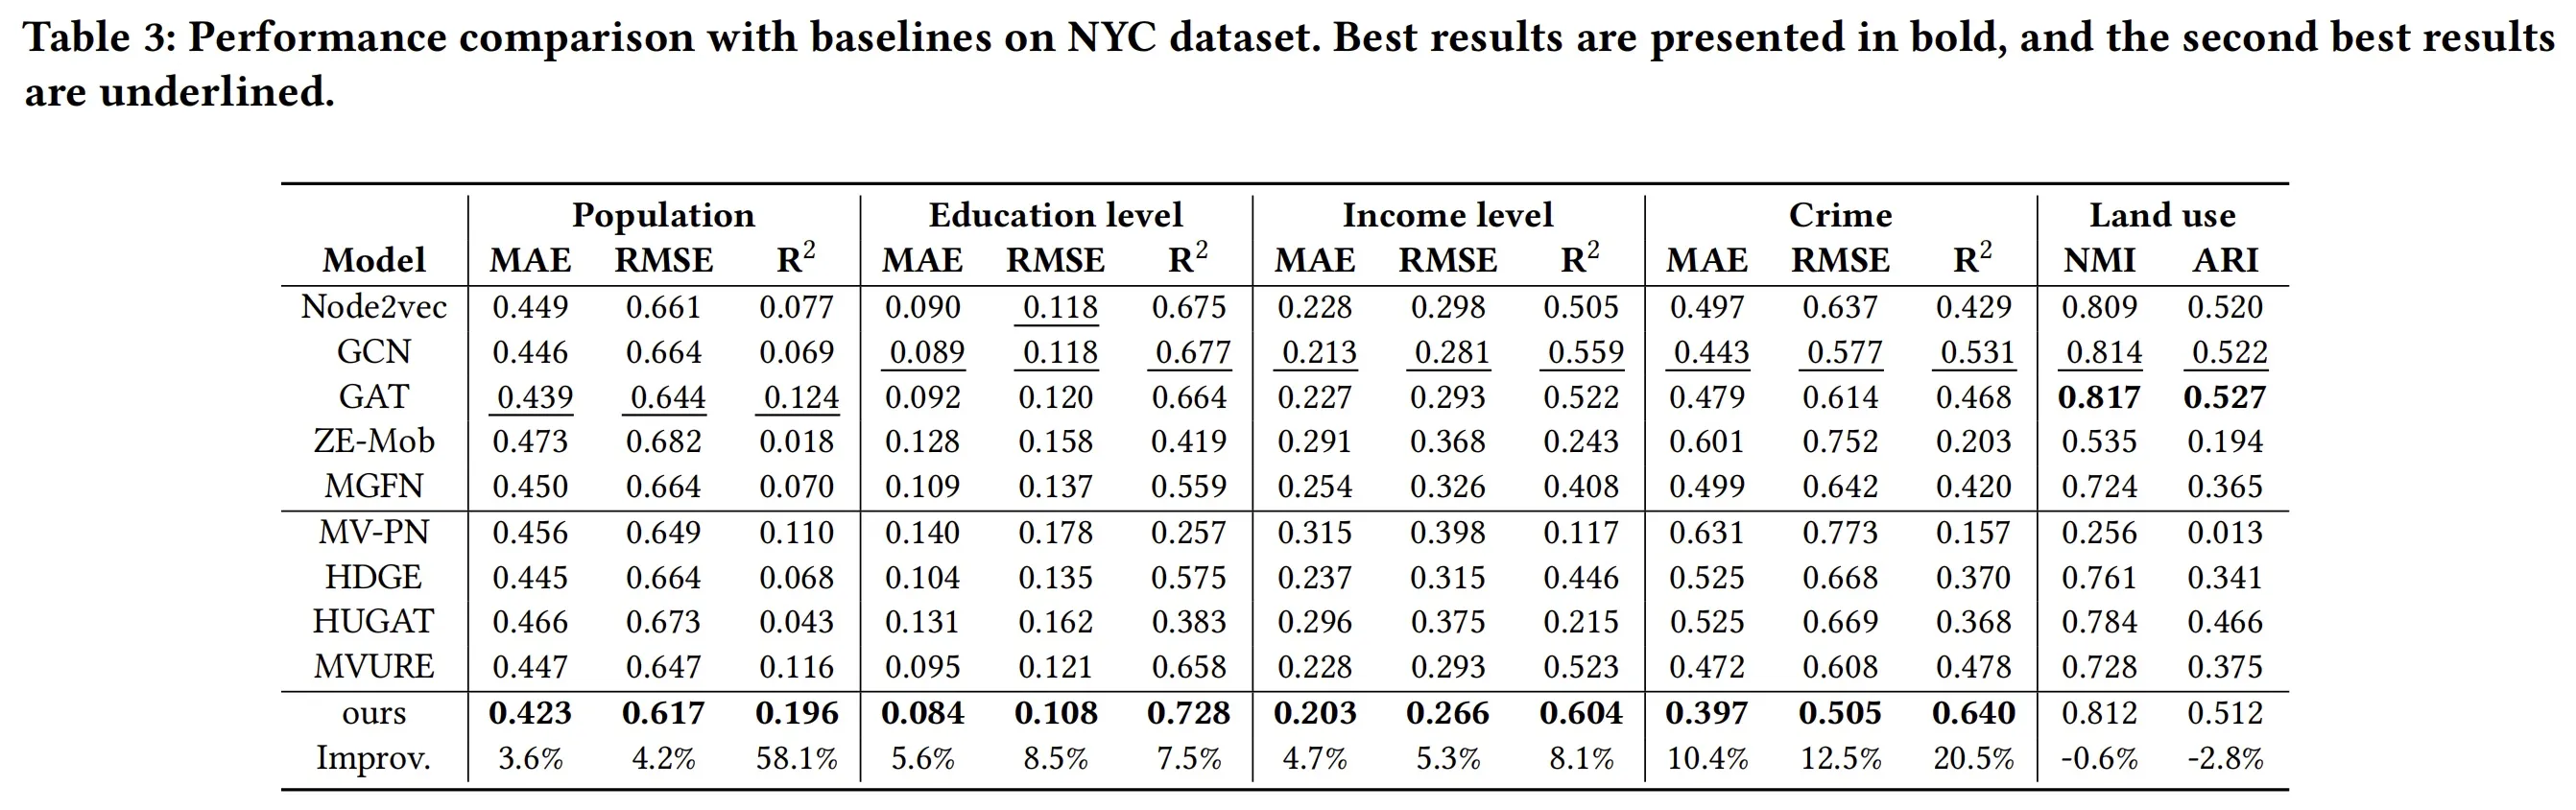 Table 3: Performance comparison with baselines on NYC dataset. Best results are presented in bold, and the second best results
are underlined.
Population Education level Income level Crime Land use
Model MAE RMSE R² MAE RMSE R² MAE RMSE R² MAE RMSE R² NMI ARI
Node2vec 0.449 0.661 0.077 0.090 0.118 0.675 0.228 0.298 0.505 0.497 0.637 0.429 0.809 0.520
GCN 0.446 0.664 0.069 0.089 0.118 0.677 0.213 0.281 0.559 0.443 0.577 0.531 0.814 0.522
GAT 0.439 0.644 0.124 0.092 0.120 0.664 0.227 0.293 0.522 0.479 0.614 0.468 0.817 0.527
ZE-Mob 0.473 0.682 0.018 0.128 0.158 0.419 0.291 0.368 0.243 0.601 0.752 0.203 0.535 0.194
MGFN 0.450 0.664 0.070 0.109 0.137 0.559 0.254 0.326 0.408 0.499 0.642 0.420 0.724 0.365
MV-PN 0.456 0.649 0.110 0.140 0.178 0.257 0.315 0.398 0.117 0.631 0.773 0.157 0.256 0.013
HDGE 0.445 0.664 0.068 0.104 0.135 0.575 0.237 0.315 0.446 0.525 0.668 0.370 0.761 0.341
HUGAT 0.466 0.673 0.043 0.131 0.162 0.383 0.296 0.375 0.215 0.525 0.669 0.368 0.784 0.466
MVURE 0.447 0.647 0.116 0.095 0.121 0.658 0.228 0.293 0.523 0.472 0.608 0.478 0.728 0.375
ours 0.423 0.617 0.196 0.084 0.108 0.728 0.203 0.266 0.604 0.397 0.505 0.640 0.812 0.512
Improv. 3.6% 4.2% 58.1% 5.6% 8.5% 7.5% 4.7% 5.3% 8.1% 10.4% 12.5% 20.5% -0.6% -2.8%